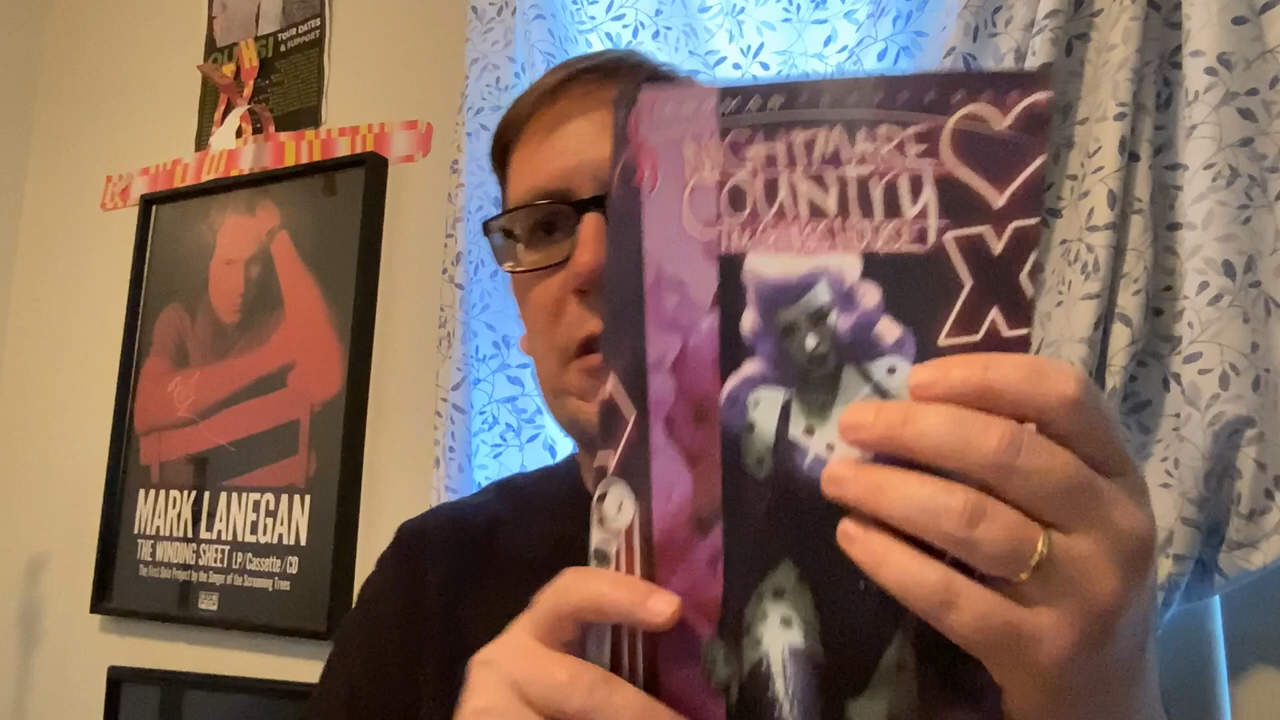 TOUR DATES
& SUPPORT
MARK LANEGAN
THE WINDING SHEET LP/Cassette/CD
The First Solo Project by the Singer of the Screaming Trees
NIGHTMARE
COUNTRY
X